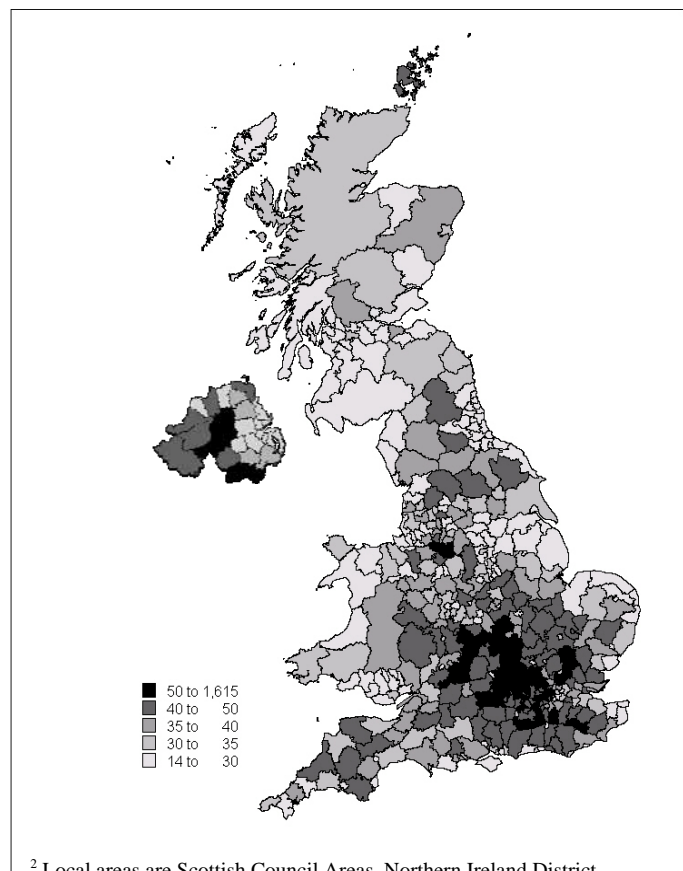 50 to 1,615
40 to 50
35 to 40
30 to 35
14 to 30
2 Local areas are Scottish Council Areas, Northern Ireland District